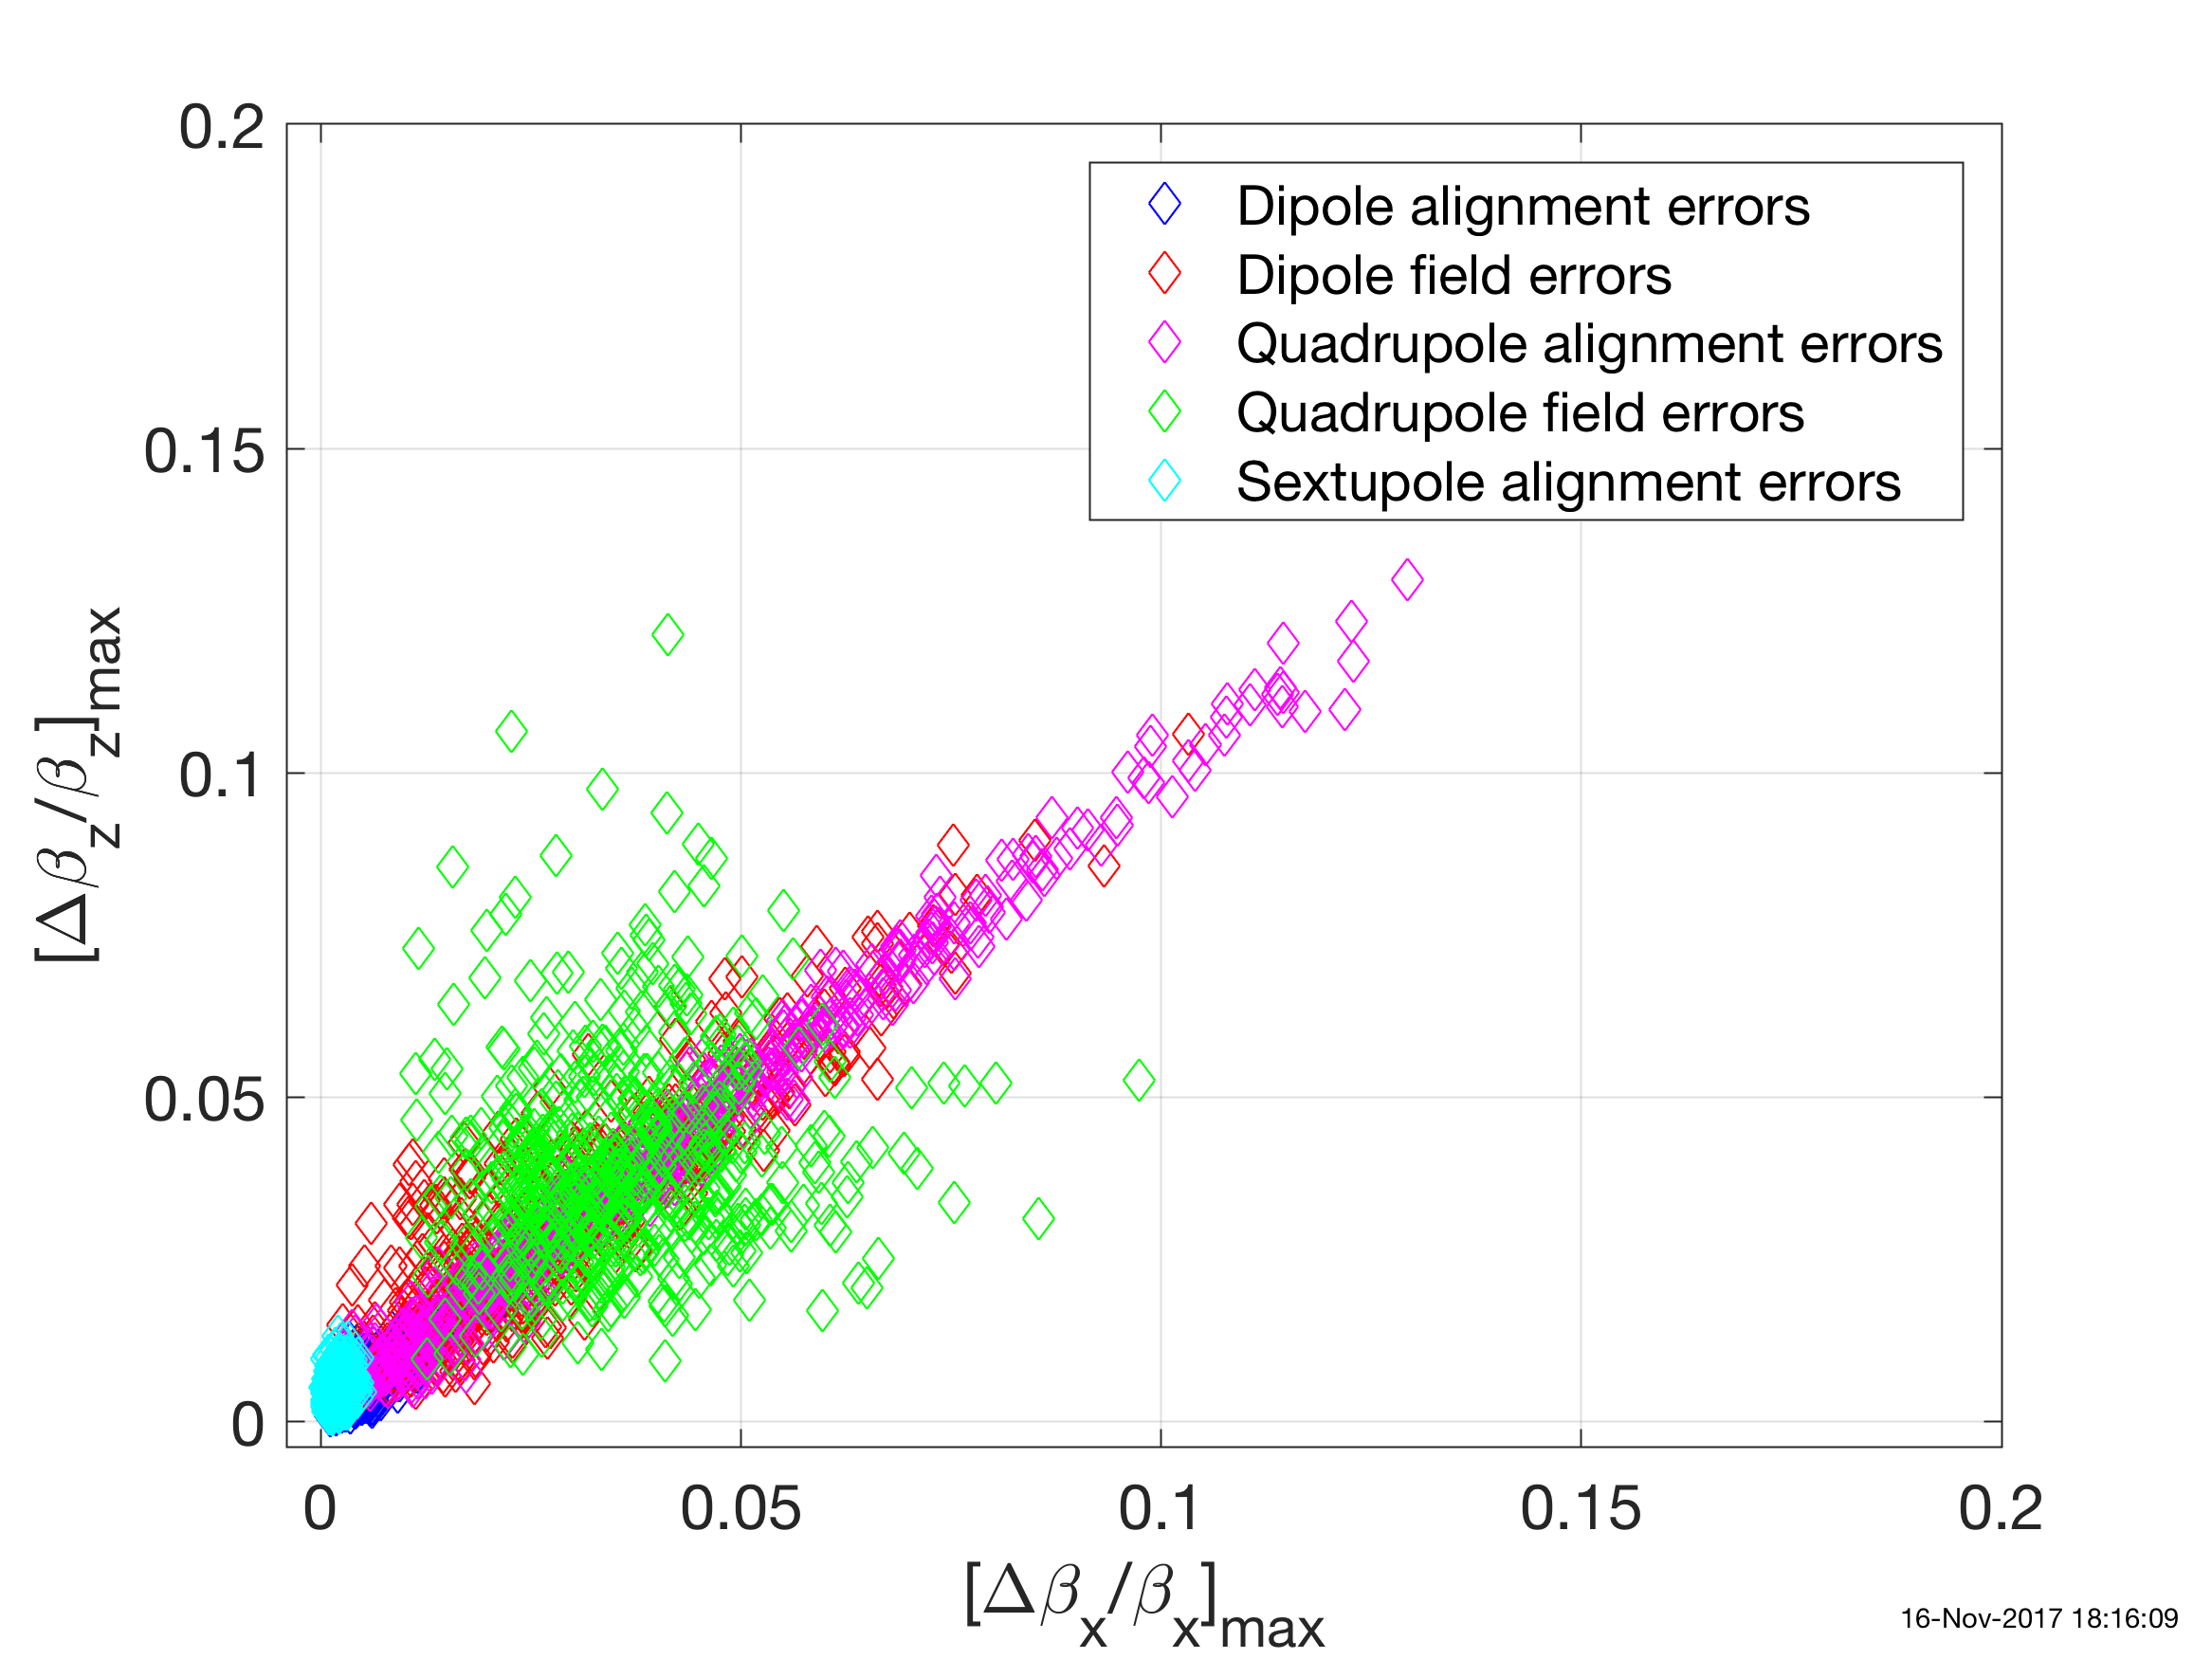 0.2
Dipole alignment errors
Dipole field errors
Quadrupole alignment errors
Quadrupole field errors
Sextupole alignment errors
0.15
0.1
0.05
0
[Δβz/βz]max
0 0.05 0.1 0.15 0.2
[Δβx/βx]max
16-Nov-2017 18:16:09